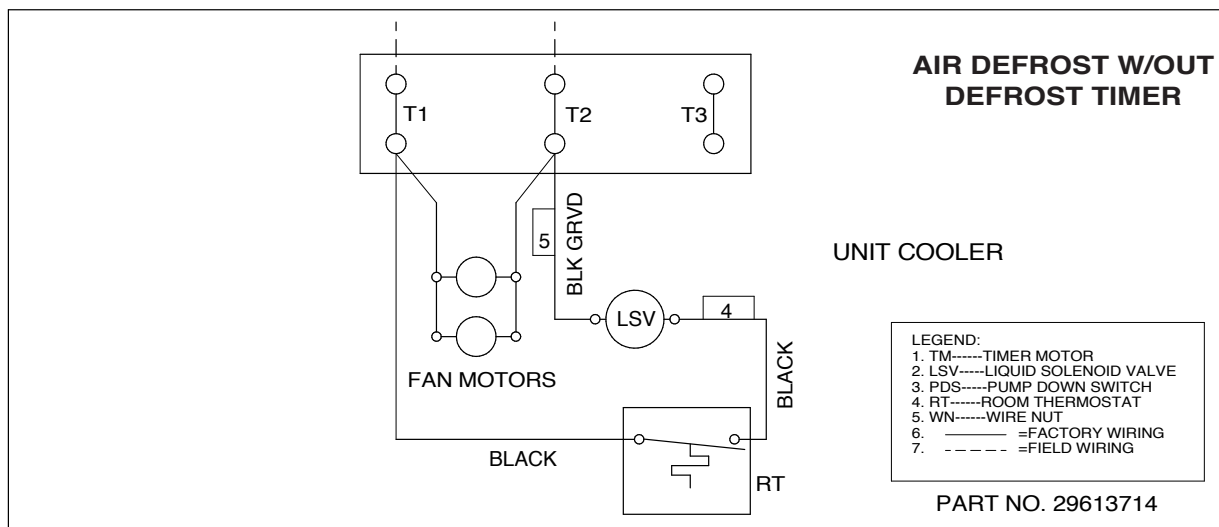 AIR DEFROST W/OUT
DEFROST TIMER
T1
T2
T3
5
BLK GRVD
UNIT COOLER
LSV
4
FAN MOTORS
BLACK
BLACK
RT
LEGEND:
1. TM------TIMER MOTOR
2. LSV-----LIQUID SOLENOID VALVE
3. PDS-----PUMP DOWN SWITCH
4. RT------ROOM THERMOSTAT
5. WN------WIRE NUT
6. ———— =FACTORY WIRING
7. - - - - - =FIELD WIRING
PART NO. 29613714